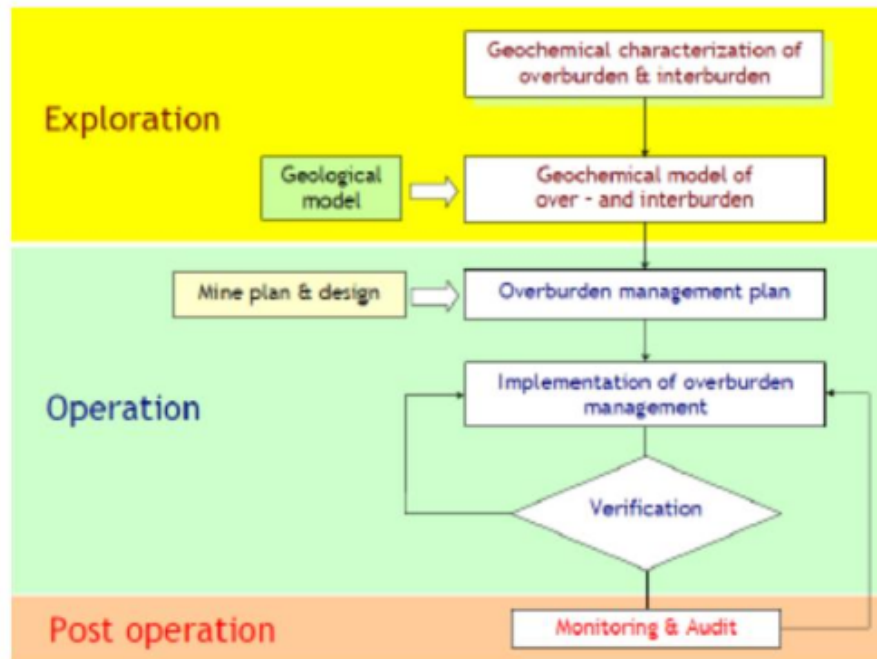 Geochemical characterization of
overburden & interburden
Exploration
Geological
model
Geochemical model of
over - and interburden
Mine plan & design
Overburden management plan
Operation
Implementation of overburden
management
Verification
Post operation
Monitoring & Audit